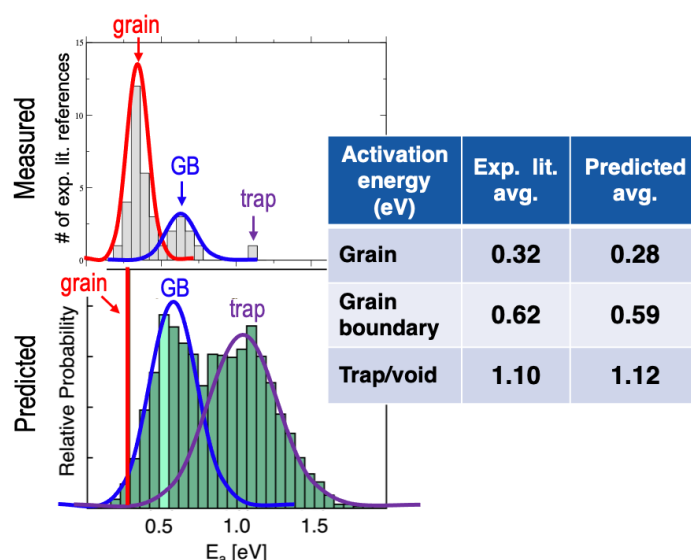 grain
Measured
# of exp. lit. references
15
10
5
0
GB
trap
Predicted
Relative Probability
grain
GB
trap
0.5
1.0
1.5
Ea [eV]
Activation energy (eV)
Exp. lit. avg.
Predicted avg.
Grain
0.32
0.28
Grain boundary
0.62
0.59
Trap/void
1.10
1.12